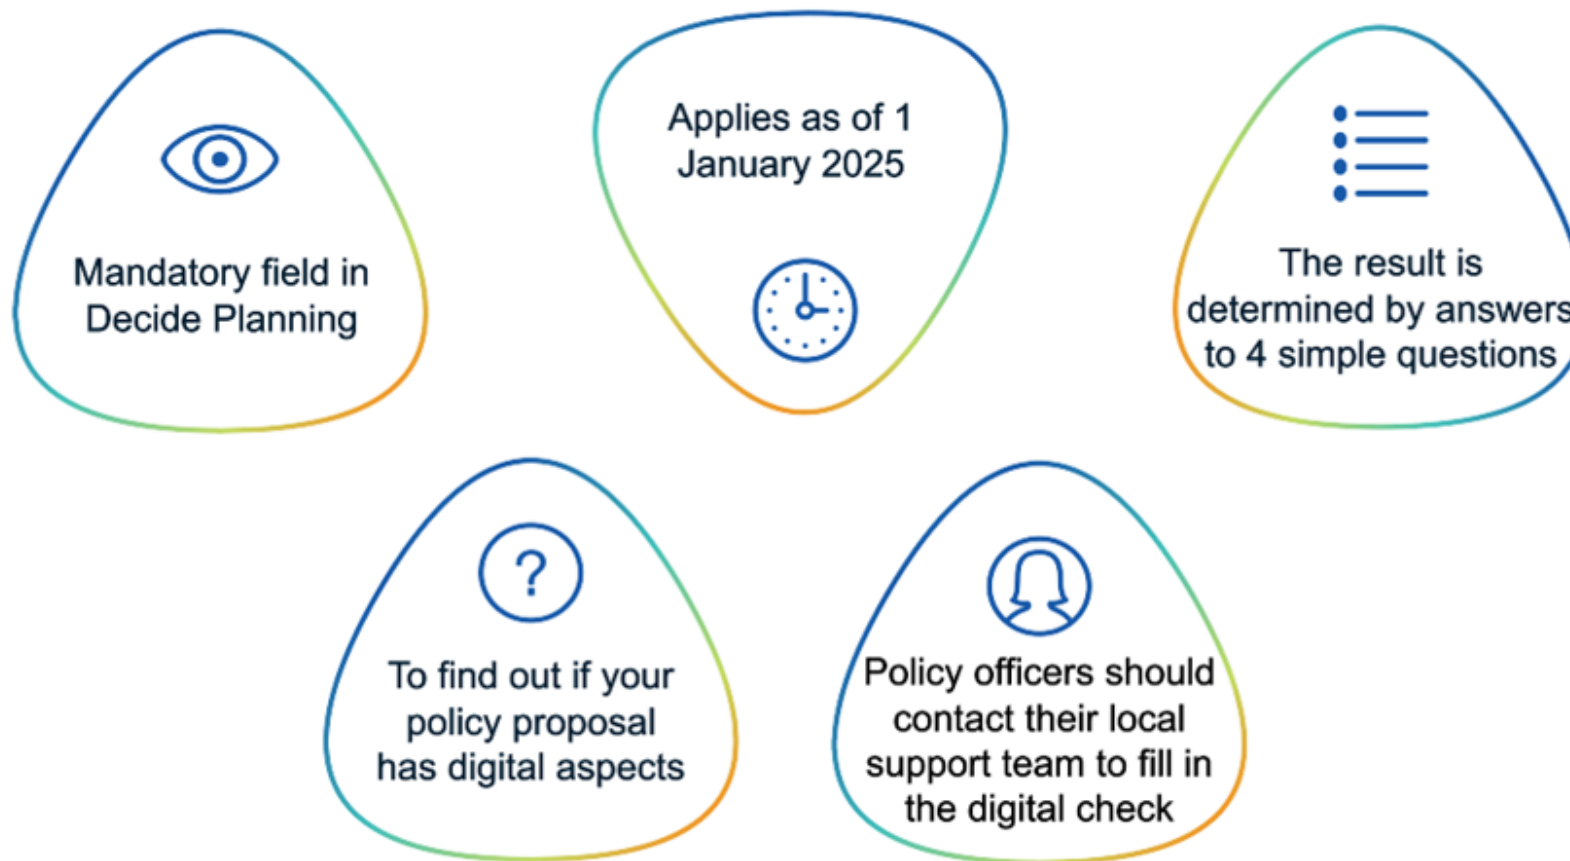 Mandatory field in
Decide Planning
Applies as of 1
January 2025
The result is
determined by answers
to 4 simple questions
?
To find out if your
policy proposal
has digital aspects
Policy officers should
contact their local
support team to fill in
the digital check